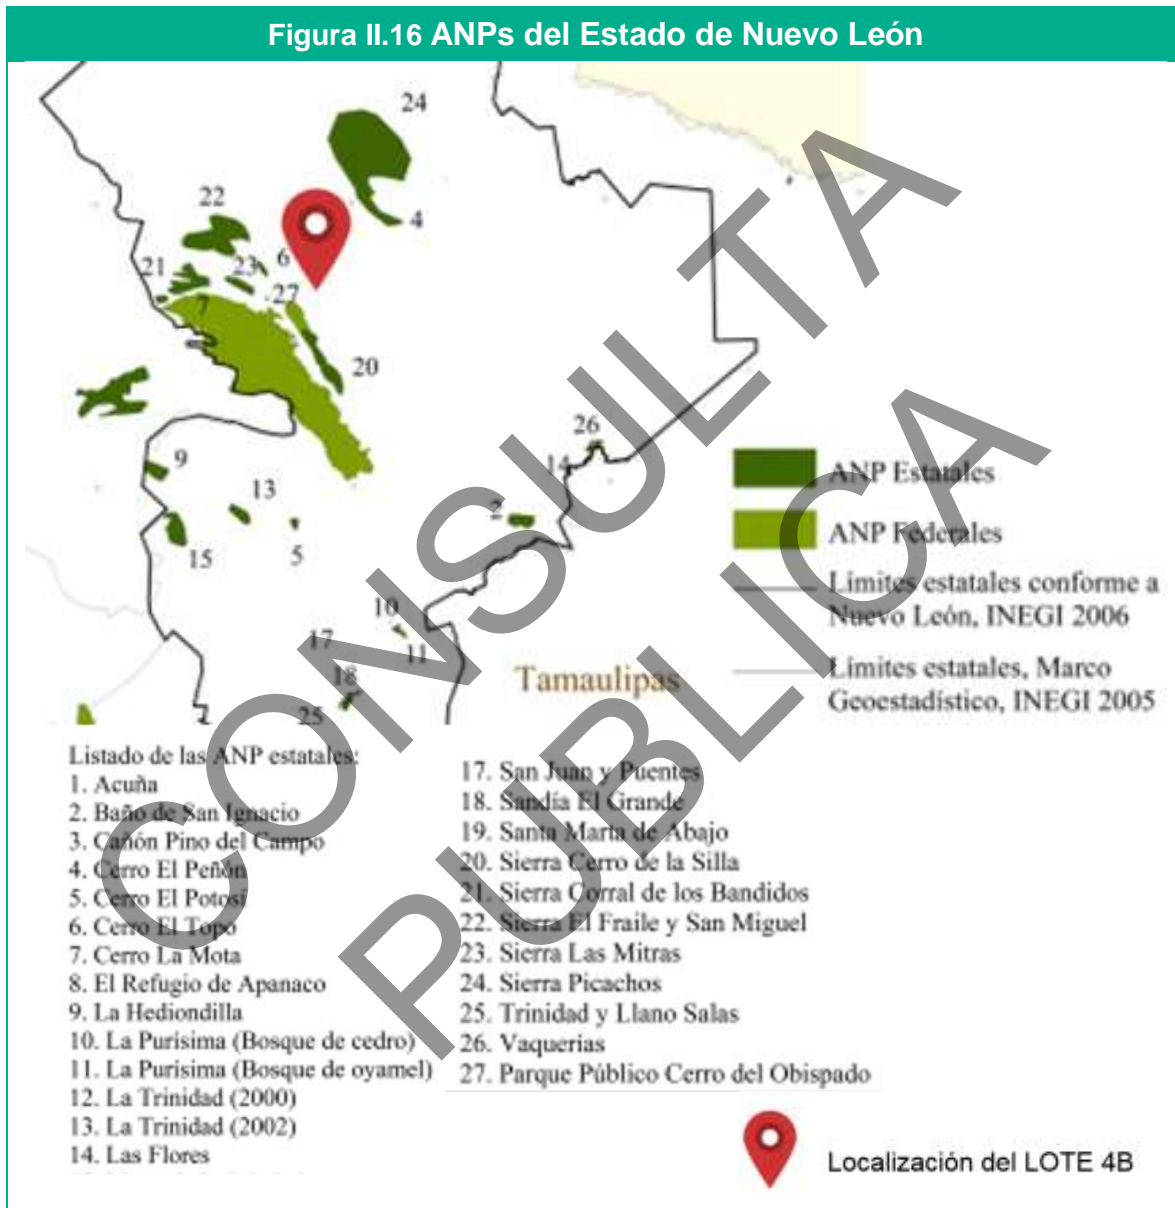 Figura II.16 ANPs del Estado de Nuevo León
24
22
4
6
21
23
27
7
20
26
9
14
13
2
15
5
10
17
11
18
25
Tamaulipas
ANP Estatales
ANP Federales
Límites estatales conforme a
Nuevo León, INEGI 2006
Límites estatales, Marco
Geoestadístico, INEGI 2005
Listado de las ANP estatales:
1. Acuña
2. Baño de San Ignacio
3. Cañón Pino del Campo
4. Cerro El Peñón
5. Cerro El Potosí
6. Cerro El Topo
7. Cerro La Mota
8. El Refugio de Apanaco
9. La Hediondilla
10. La Purísima (Bosque de cedro)
11. La Purísima (Bosque de oyamel)
12. La Trinidad (2000)
13. La Trinidad (2002)
14. Las Flores
17. San Juan y Puentes
18. Sandía El Grande
19. Santa Marta de Abajo
20. Sierra Cerro de la Silla
21. Sierra Corral de los Bandidos
22. Sierra El Fraile y San Miguel
23. Sierra Las Mitras
24. Sierra Picachos
25. Trinidad y Llano Salas
26. Vaquerías
27. Parque Público Cerro del Obispado
Localización del LOTE 4B
CONSULTA
PUBLICA